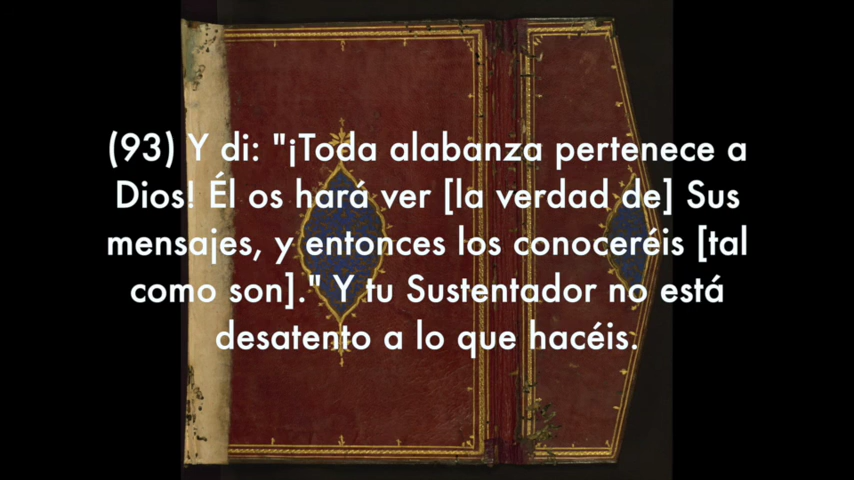 (93) Y di: "¡Toda alabanza pertenece a
Dios! Él os hará ver [la verdad de] Sus
mensajes, y entonces los conoceréis [tal
como son]." Y tu Sustentador no está
desatento a lo que hacéis.